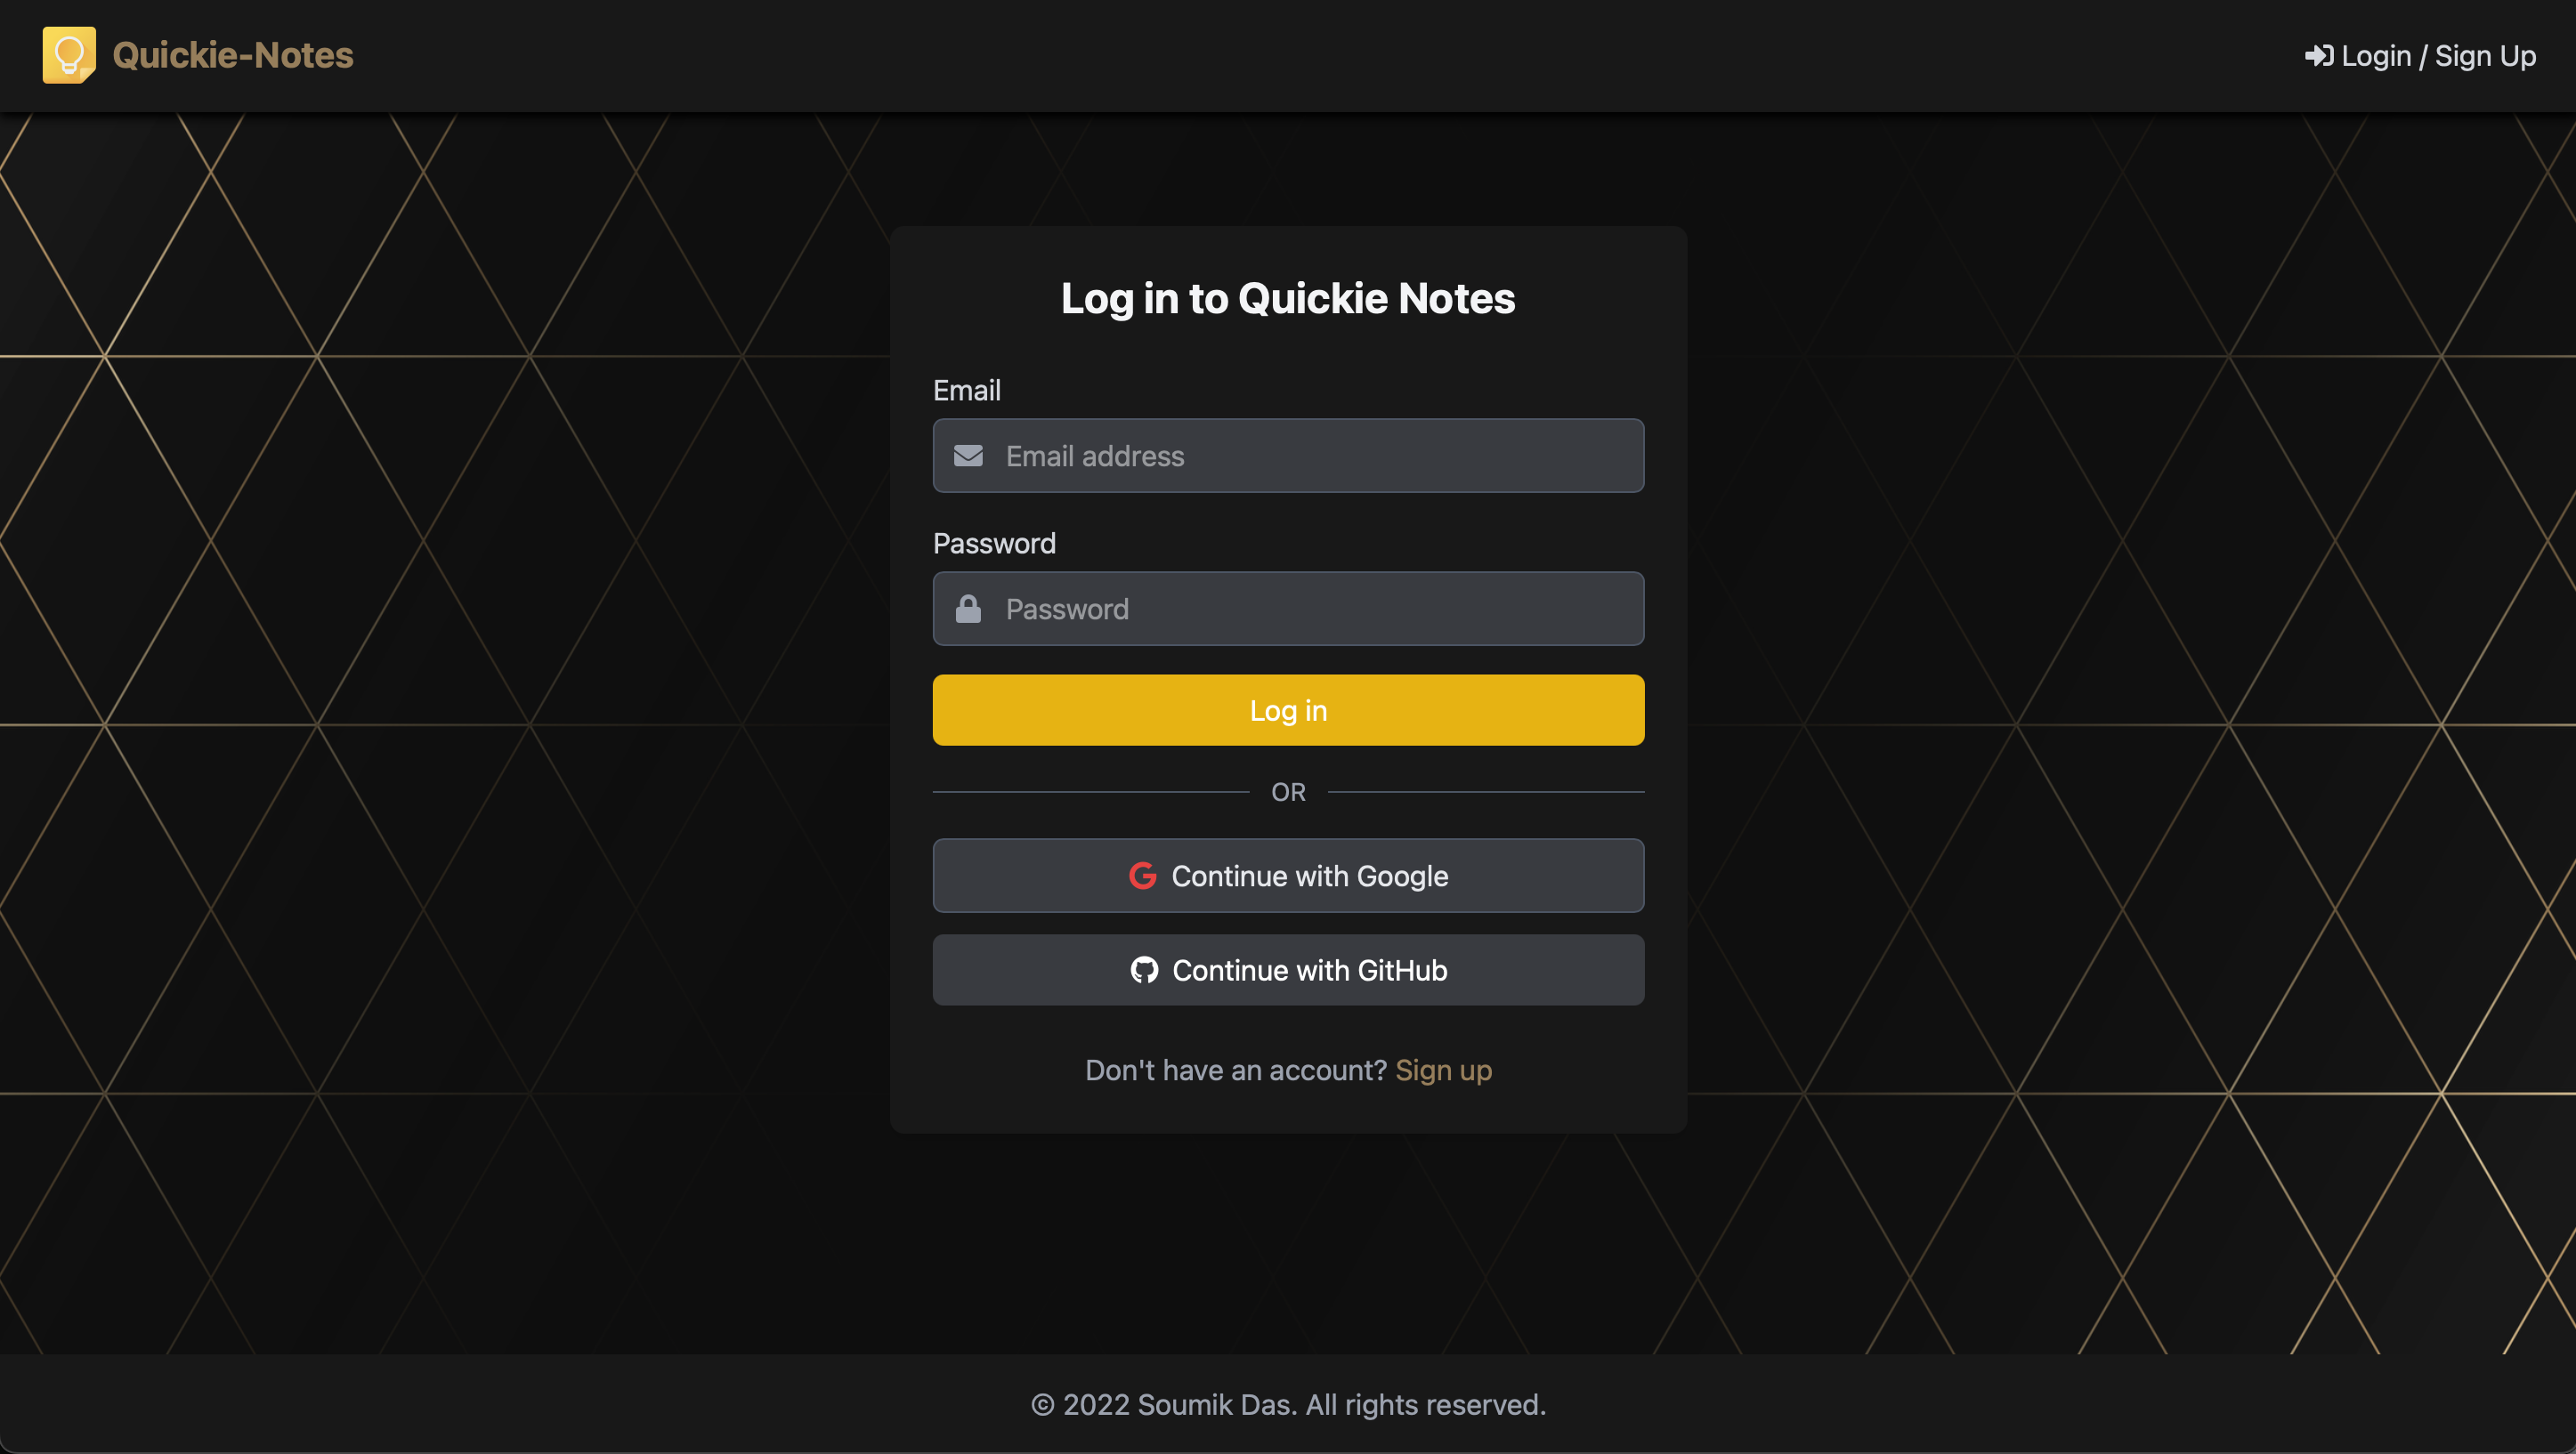 Quickie-Notes
Login / Sign Up
Log in to Quickie Notes
Email
Email address
Password
Password
Log in
OR
Continue with Google
Continue with GitHub
Don't have an account? Sign up
© 2022 Soumik Das. All rights reserved.